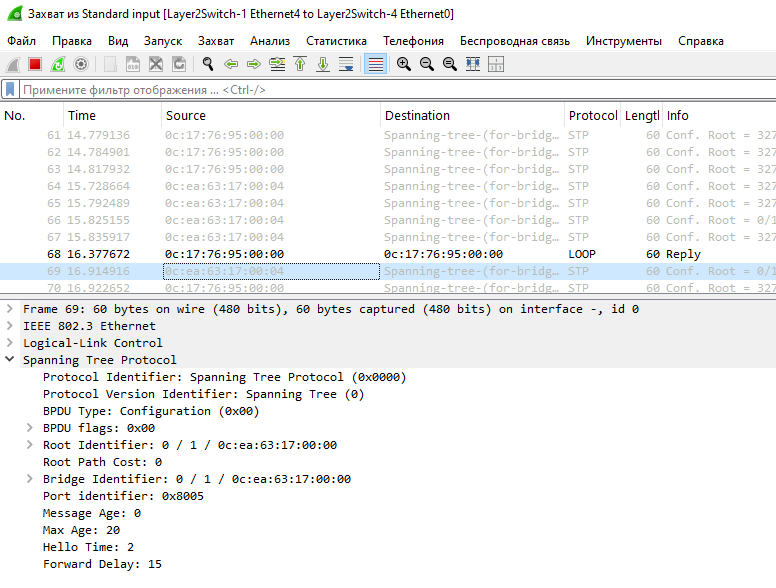 Захват из Standard input [Layer2Switch-1 Ethernet4 to Layer2Switch-4 Ethernet0]
Файл Правка Вид Запуск Захват Анализ Статистика Телефония Беспроводная связь Инструменты Справка
Примените фильтр отображения ... <Ctrl-/>
No. Time Source Destination Protocol Lengtl Info
61 14.779136 0c:17:76:95:00:00 Spanning-tree-(for-bridg… STP 60 Conf. Root = 327
62 14.784901 0c:17:76:95:00:00 Spanning-tree-(for-bridg… STP 60 Conf. Root = 327
63 14.817932 0c:17:76:95:00:00 Spanning-tree-(for-bridg… STP 60 Conf. Root = 327
64 15.728664 0c:ea:63:17:00:04 Spanning-tree-(for-bridg… STP 60 Conf. Root = 327
65 15.792489 0c:ea:63:17:00:04 Spanning-tree-(for-bridg… STP 60 Conf. Root = 327
66 15.825155 0c:ea:63:17:00:04 Spanning-tree-(for-bridg… STP 60 Conf. Root = 0/1
67 15.835917 0c:ea:63:17:00:04 Spanning-tree-(for-bridg… STP 60 Conf. Root = 327
68 16.377672 0c:17:76:95:00:00 0c:17:76:95:00:00 LOOP 60 Reply
69 16.914916 0c:ea:63:17:00:04 Spanning-tree-(for-bridg… STP 60 Conf. Root = 0/1
70 16.922652 0c:ea:63:17:00:04 Spanning-tree-(for-bridg… STP 60 Conf. Root = 327
Frame 69: 60 bytes on wire (480 bits), 60 bytes captured (480 bits) on interface -, id 0
IEEE 802.3 Ethernet
Logical-Link Control
Spanning Tree Protocol
Protocol Identifier: Spanning Tree Protocol (0x0000)
Protocol Version Identifier: Spanning Tree (0)
BPDU Type: Configuration (0x00)
BPDU flags: 0x00
Root Identifier: 0 / 1 / 0c:ea:63:17:00:00
Root Path Cost: 0
Bridge Identifier: 0 / 1 / 0c:ea:63:17:00:00
Port identifier: 0x8005
Message Age: 0
Max Age: 20
Hello Time: 2
Forward Delay: 15